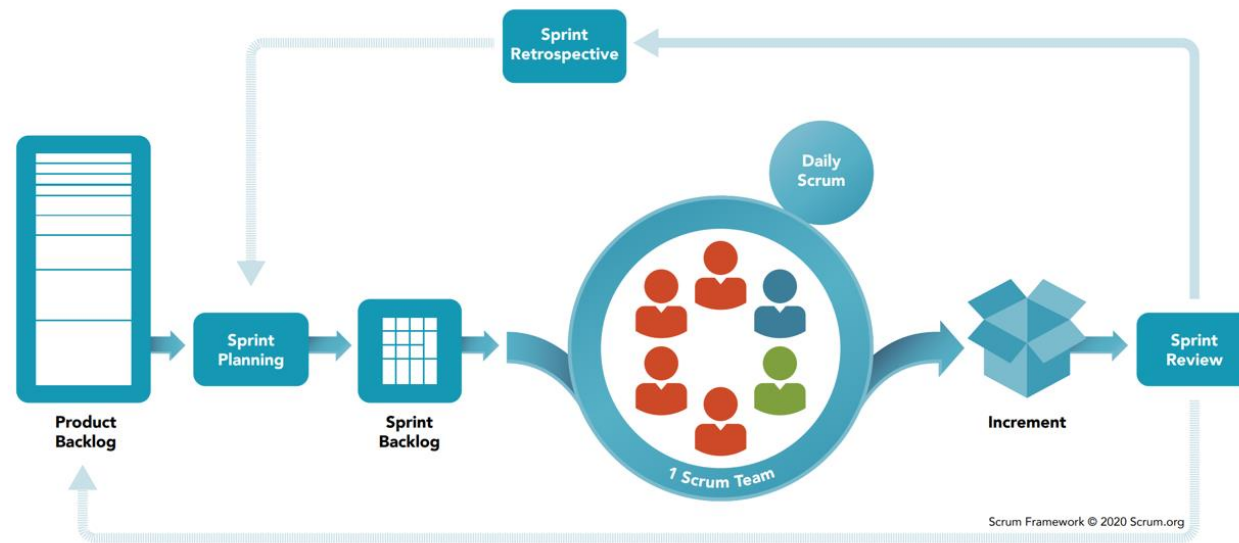 Sprint
Retrospective
Daily
Scrum
Sprint
Planning
Sprint
Review
Product
Backlog
Sprint
Backlog
Increment
1 Scrum Team
Scrum Framework © 2020 Scrum.org